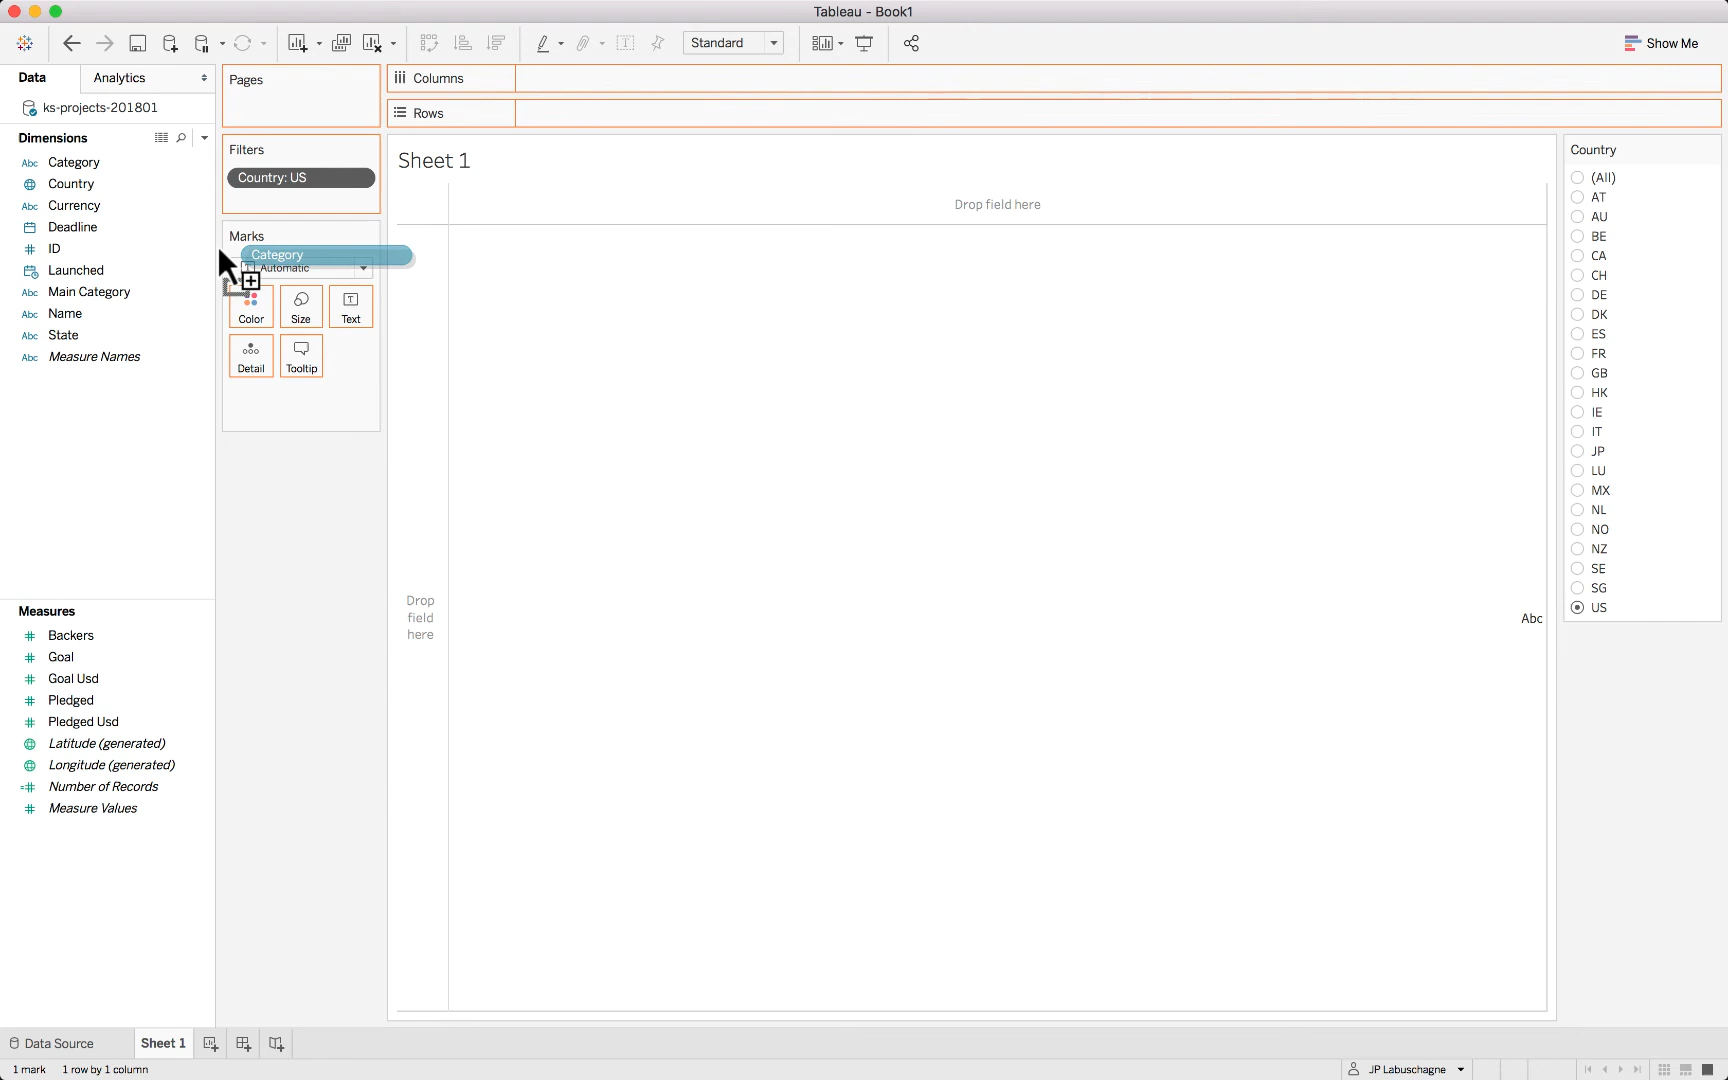 Tableau - Book1
Standard
Show Me
Data
Analytics
ks-projects-201801
Dimensions
Abc Category
Country
Abc Currency
Deadline
ID
Launched
Abc Main Category
Abc Name
Abc State
Abc Measure Names
Measures
Backers
Goal
Goal Usd
Pledged
Pledged Usd
Latitude (generated)
Longitude (generated)
Number of Records
Measure Values
Pages
Filters
Country: US
Marks
Category
Automatic
Color
Size
Text
Detail
Tooltip
Columns
Rows
Sheet 1
Drop field here
Drop
field
here
Abc
Country
(All)
AT
AU
BE
CA
CH
DE
DK
ES
FR
GB
HK
IE
IT
JP
LU
MX
NL
NO
NZ
SE
SG
US
Data Source
Sheet 1
1 mark
1 row by 1 column
JP Labuschagne